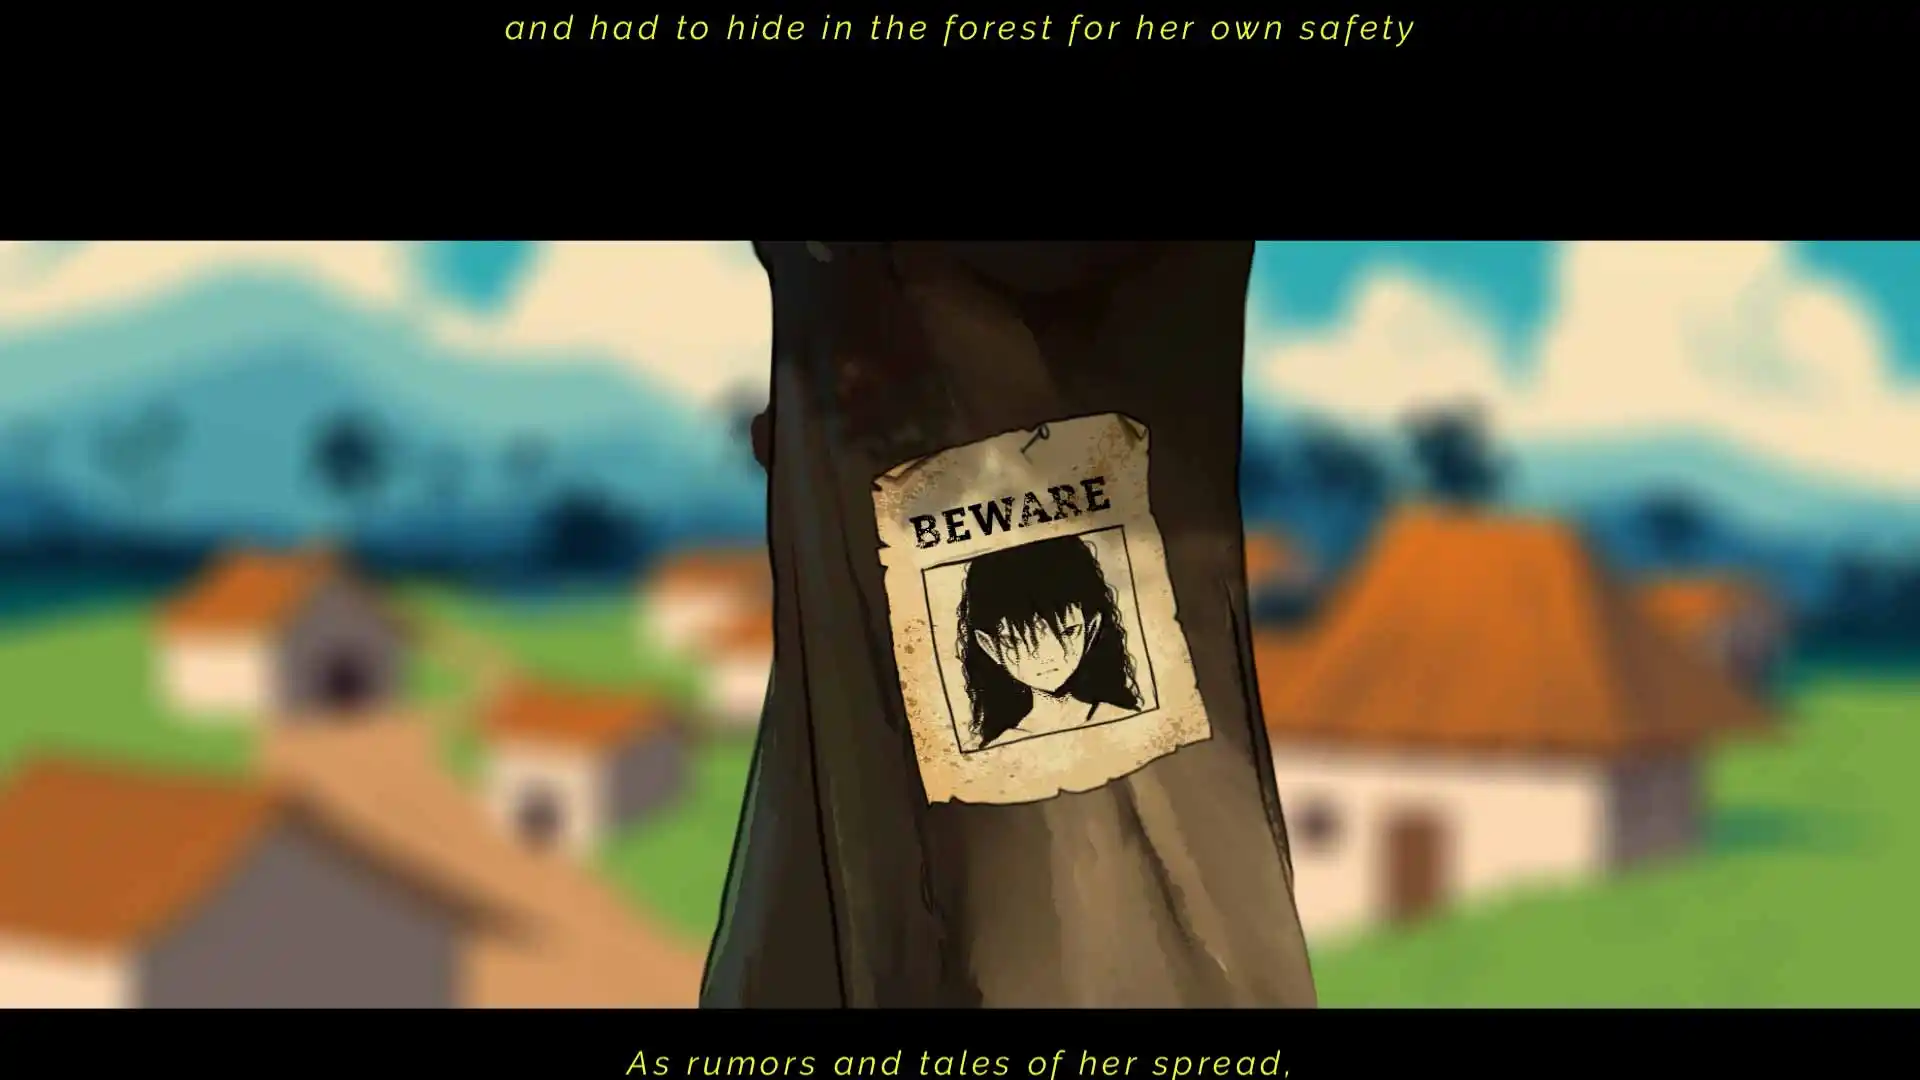 and had to hide in the forest for her own safety
BEWARE
As rumors and tales of her spread,